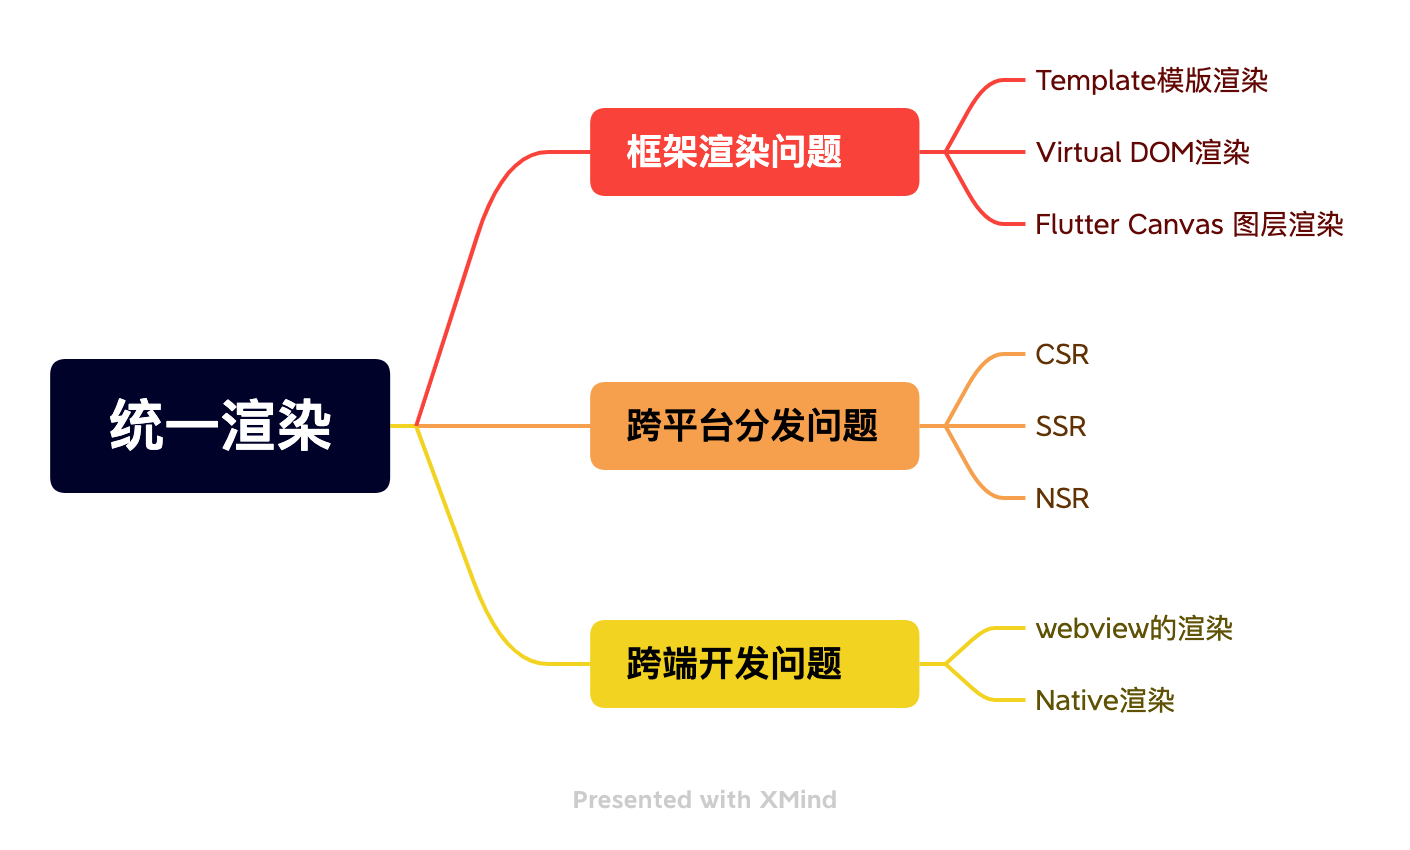 统一渲染
框架渲染问题
Template模版渲染
Virtual DOM渲染
Flutter Canvas 图层渲染
跨平台分发问题
CSR
SSR
NSR
跨端开发问题
webview的渲染
Native渲染
Presented with XMind